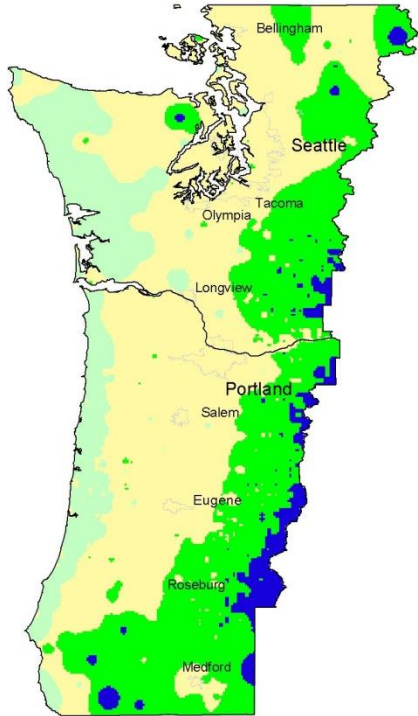 Bellingham
Seattle
Tacoma
Olympia
Longview
Portland
Salem
Eugene
Roseburg
Medford